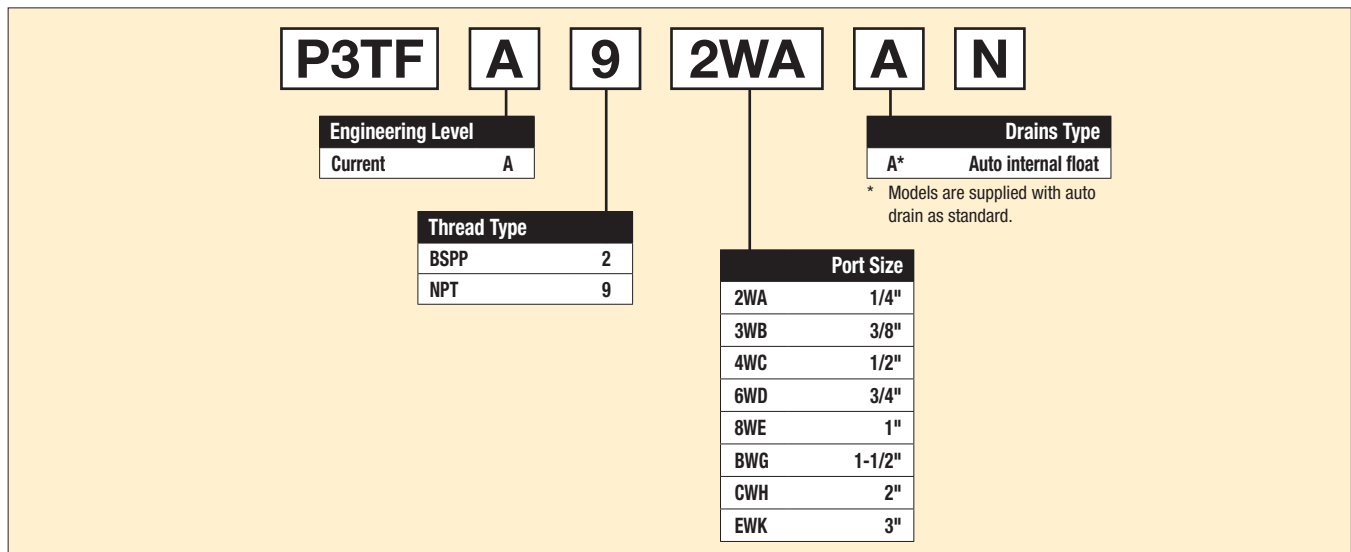 P3TF A 9 2WA A N
Engineering Level
Current A
Drains Type
A* Auto internal float
* Models are supplied with auto
drain as standard.
Thread Type
BSPP 2
NPT 9
Port Size
2WA 1/4"
3WB 3/8"
4WC 1/2"
6WD 3/4"
8WE 1"
BWG 1-1/2"
CWH 2"
EWK 3"